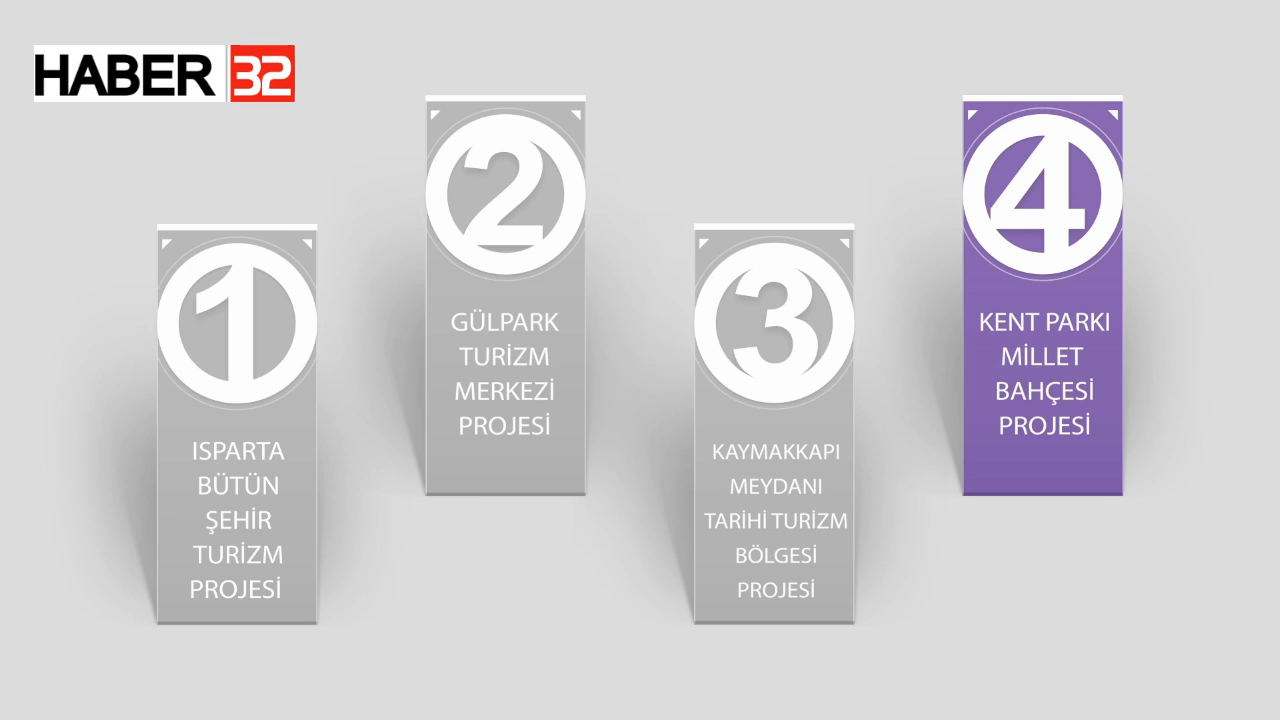 HABER 32
1
ISPARTA
BÜTÜN
ŞEHİR
TURİZM
PROJESİ
2
GÜLPARK
TURİZM
MERKEZİ
PROJESİ
3
KAYMAKKAPI
MEYDANI
TARİHİ TURİZM
BÖLGESİ
PROJESİ
4
KENT PARKI
MİLLET
BAHÇESİ
PROJESİ